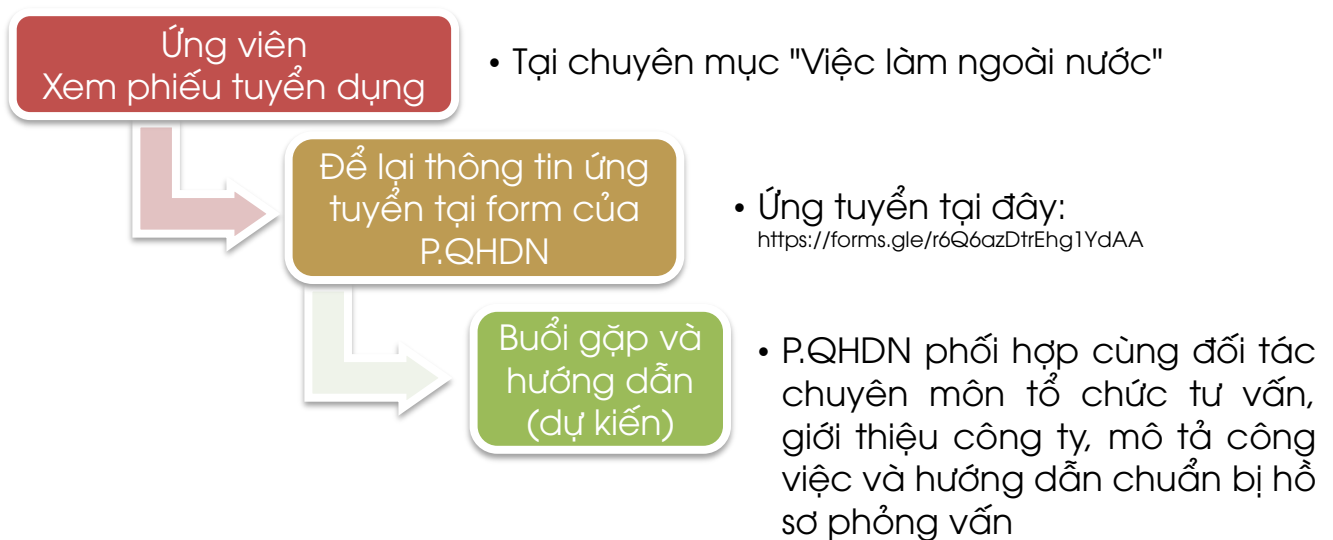 Ứng viên
Xem phiếu tuyển dụng
• Tại chuyên mục "Việc làm ngoài nước"
Để lại thông tin ứng
tuyển tại form của
P.QHDN
• Ứng tuyển tại đây:
https://forms.gle/r6Q6azDtrEhg1YdAA
Buổi gặp và
hướng dẫn
(dự kiến)
• P.QHDN phối hợp cùng đối tác
chuyên môn tổ chức tư vấn,
giới thiệu công ty, mô tả công
việc và hướng dẫn chuẩn bị hồ
sơ phỏng vấn